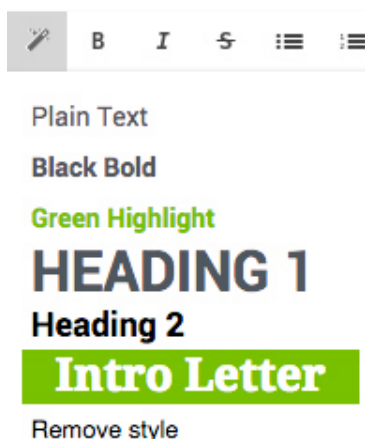 B I S
Plain Text
Black Bold
Green Highlight
HEADING 1
Heading 2
Intro Letter
Remove style